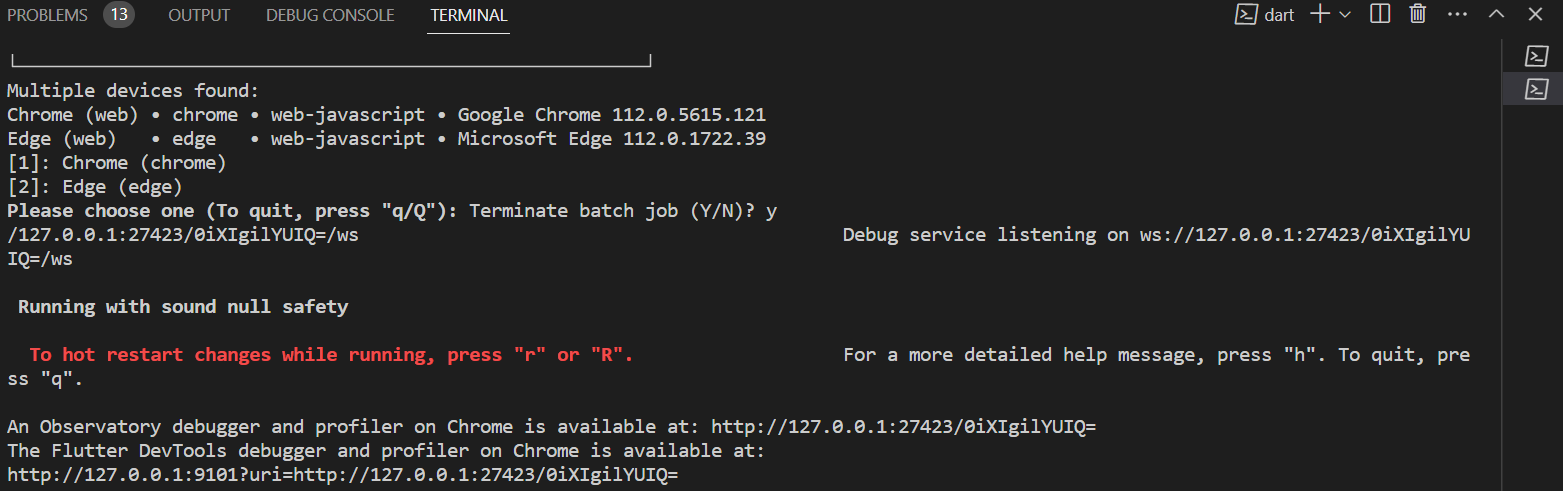 PROBLEMS 13 OUTPUT DEBUG CONSOLE TERMINAL dart
Multiple devices found:
Chrome (web) • chrome • web-javascript • Google Chrome 112.0.5615.121
Edge (web) • edge • web-javascript • Microsoft Edge 112.0.1722.39
[1]: Chrome (chrome)
[2]: Edge (edge)
Please choose one (To quit, press "q/Q"): Terminate batch job (Y/N)? y
/127.0.0.1:27423/0iXIgilYUIQ=/ws Debug service listening on ws://127.0.0.1:27423/0iXIgilYU
IQ=/ws
Running with sound null safety
To hot restart changes while running, press "r" or "R". For a more detailed help message, press "h". To quit, pre
ss "q".
An Observatory debugger and profiler on Chrome is available at: http://127.0.0.1:27423/0iXIgilYUIQ=
The Flutter DevTools debugger and profiler on Chrome is available at:
http://127.0.0.1:9101?uri=http://127.0.0.1:27423/0iXIgilYUIQ=